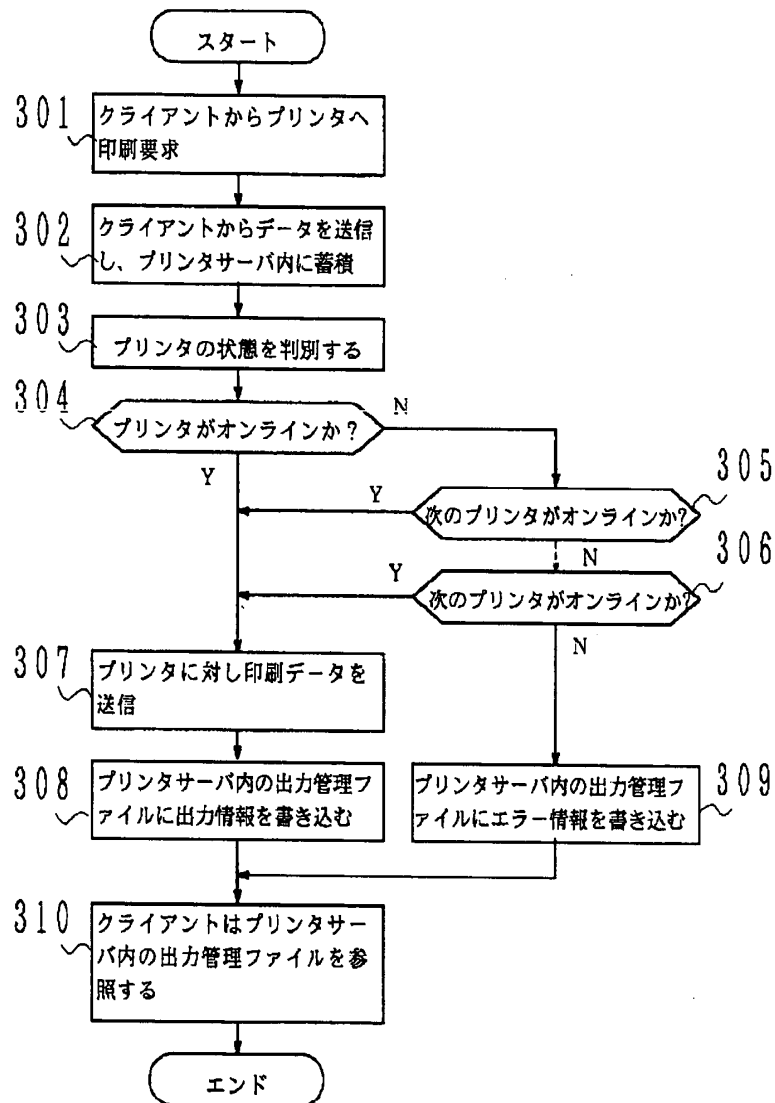 スタート
301
クライアントからプリンタへ
印刷要求
302
クライアントからデータを送信
し、プリンタサーバ内に蓄積
303
プリンタの状態を判別する
304
プリンタがオンラインか?
N
Y
305
次のプリンタがオンラインか?
Y
N
306
次のプリンタがオンラインか?
Y
N
307
プリンタに対し印刷データを
送信
308
プリンタサーバ内の出力管理フ
ァイルに出力情報を書き込む
309
プリンタサーバ内の出力管理フ
ァイルにエラー情報を書き込む
310
クライアントはプリンタサー
バ内の出力管理ファイルを参
照する
エンド